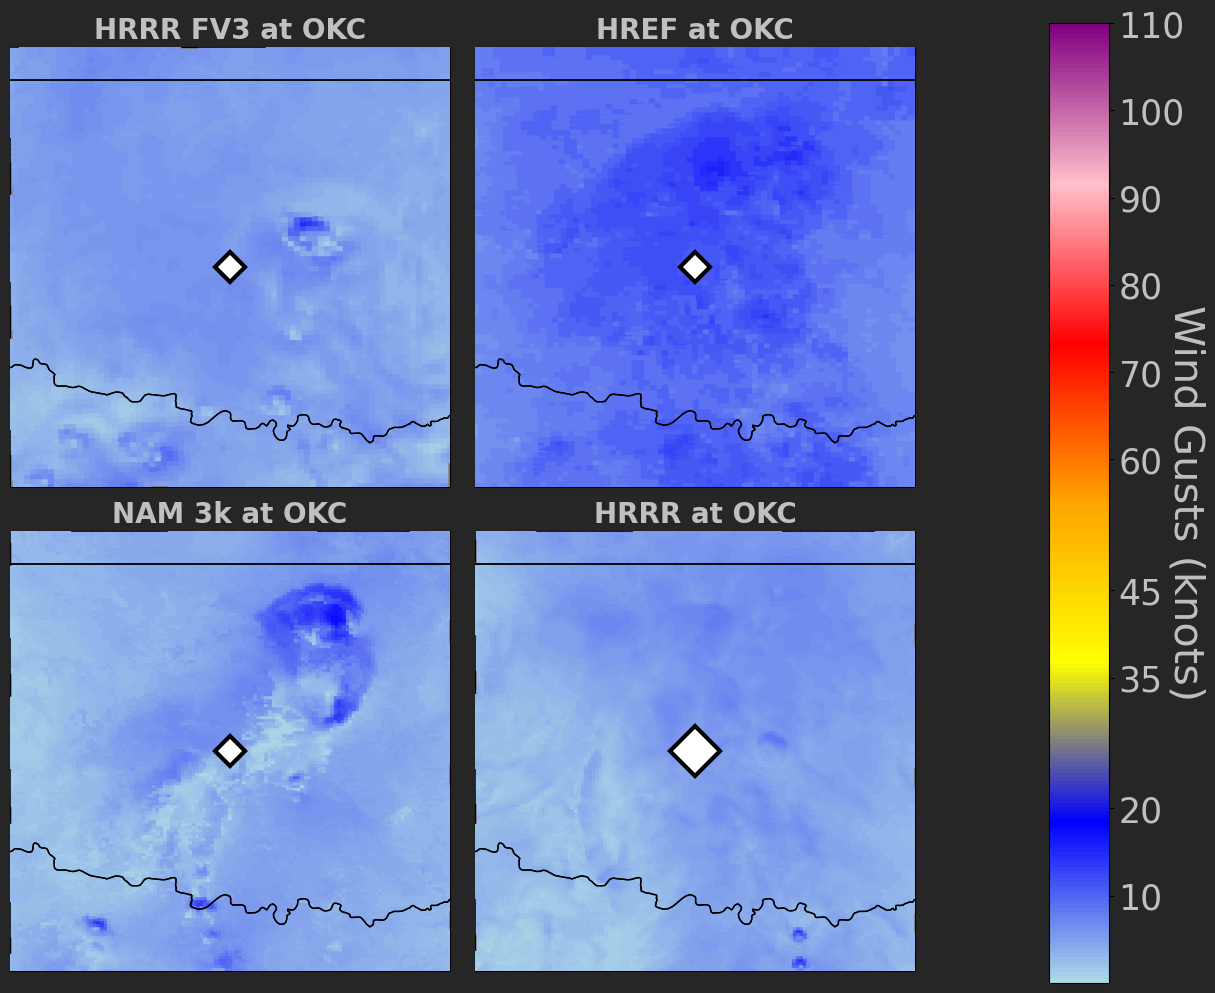 HRRR FV3 at OKC
HREF at OKC
NAM 3k at OKC
HRRR at OKC
110
100
90
80
70
60
45
35
20
10
Wind Gusts (knots)